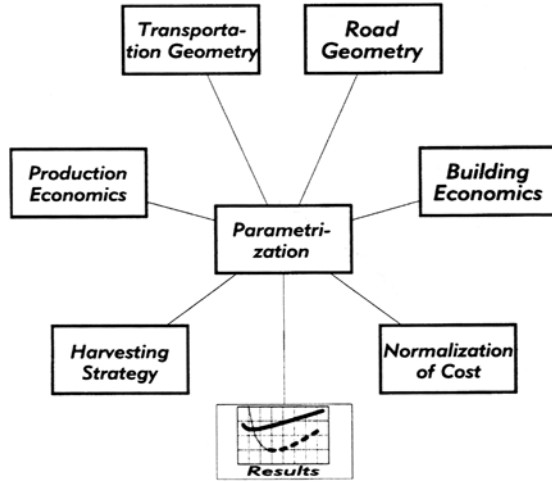 Transporta-
tion Geometry
Road
Geometry
Production
Economics
Building
Economics
Parametri-
zation
Harvesting
Strategy
Normalization
of Cost
Results